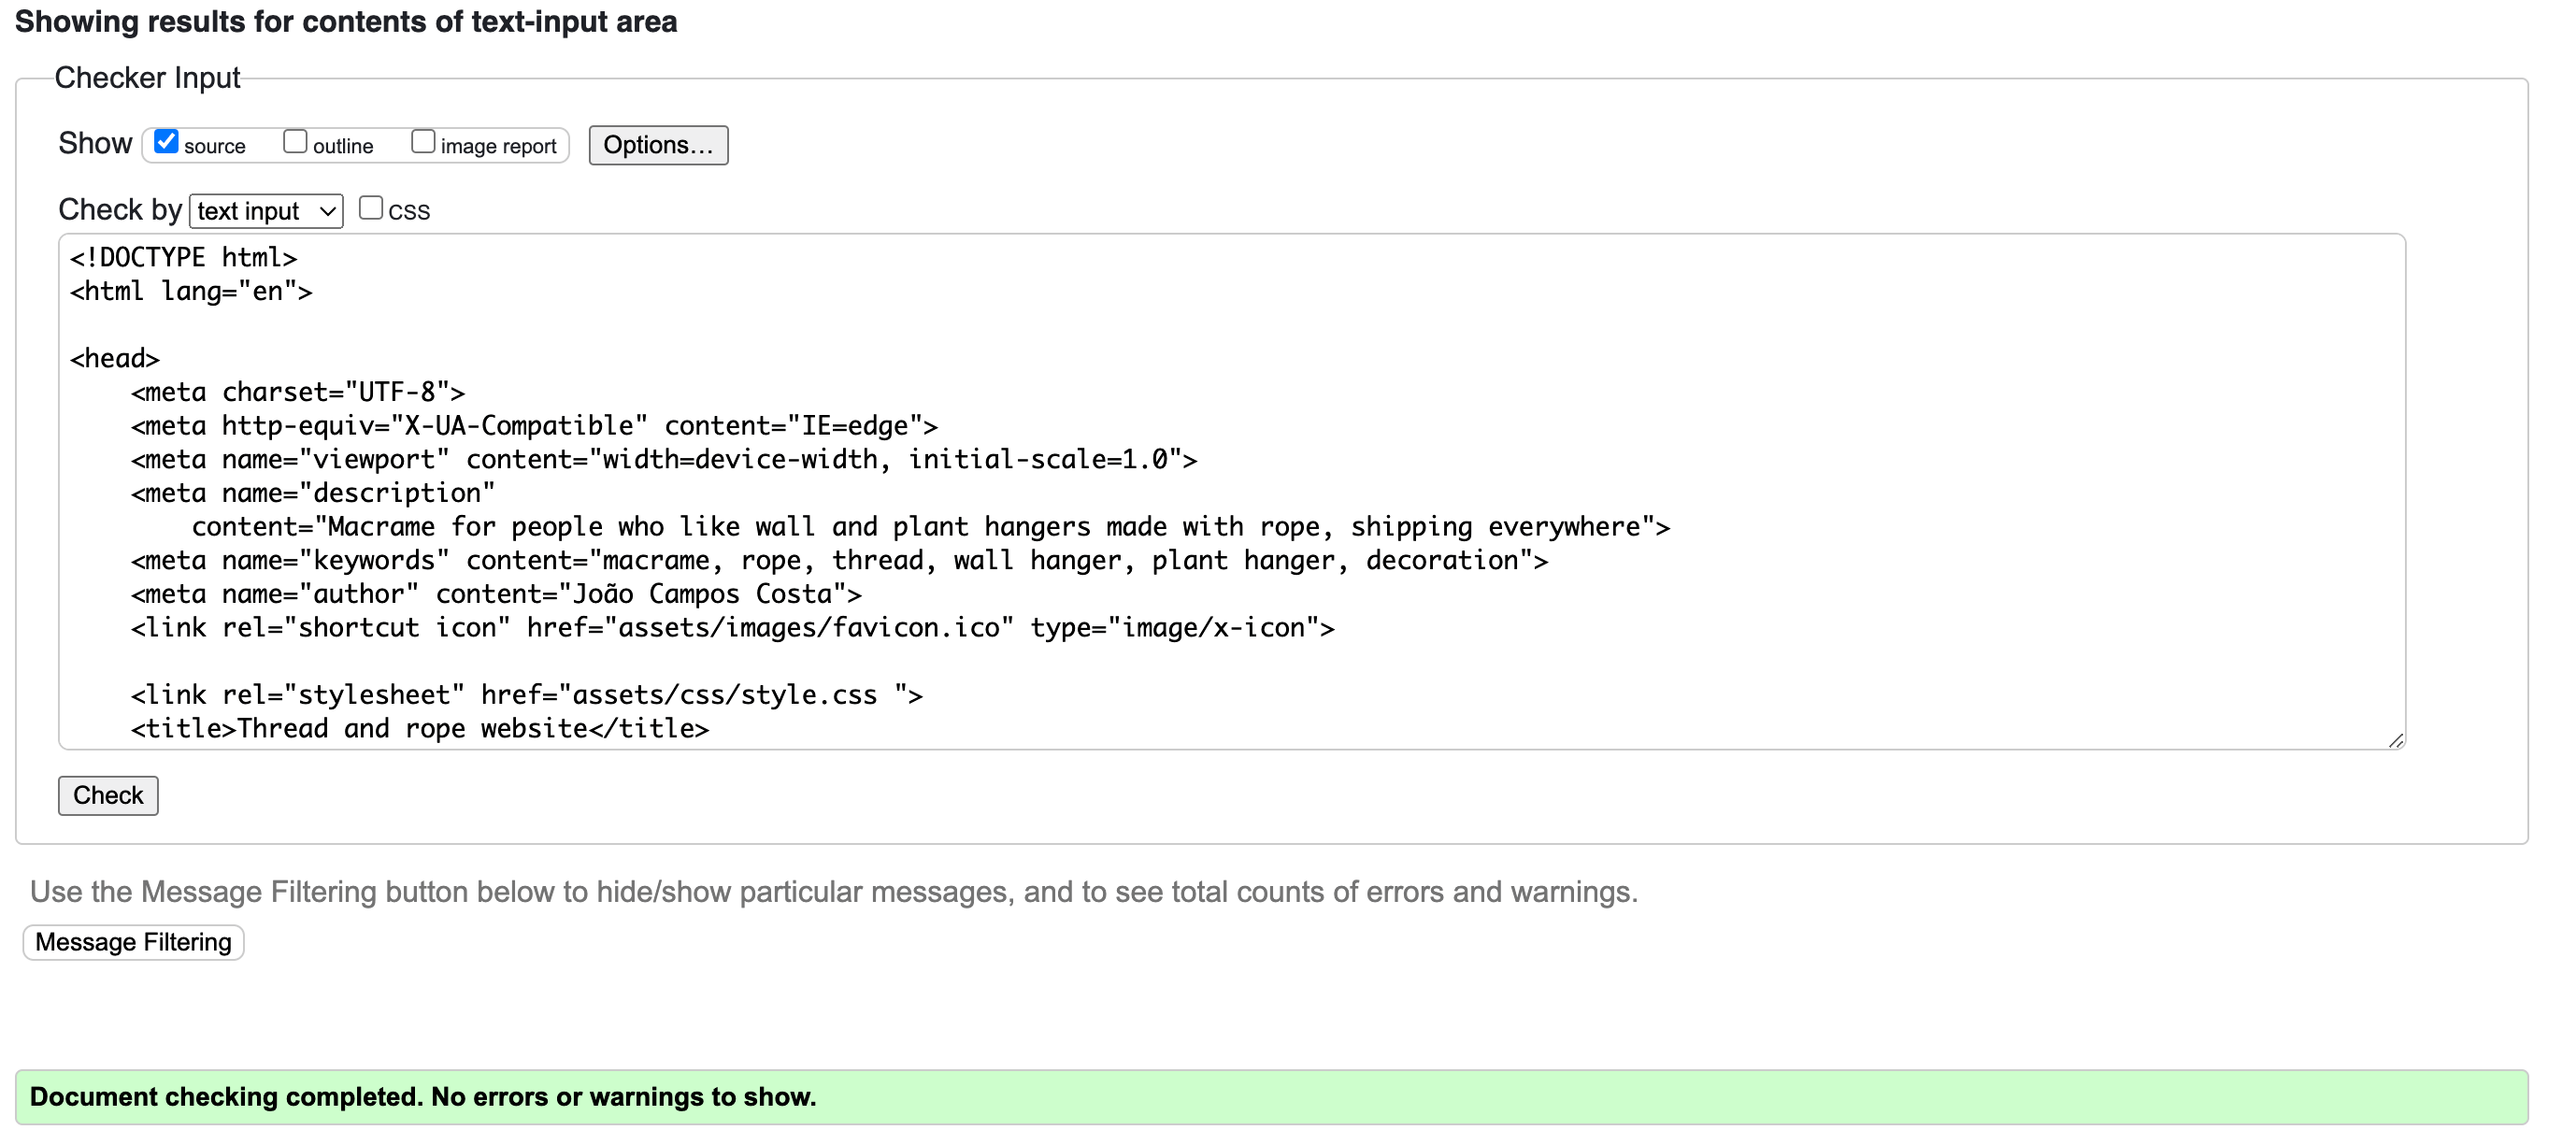 Showing results for contents of text-input area
Checker Input
Show source outline image report Options...
Check by text input CSS
<!DOCTYPE html>
<html lang="en">
<head>
    <meta charset="UTF-8">
    <meta http-equiv="X-UA-Compatible" content="IE=edge">
    <meta name="viewport" content="width=device-width, initial-scale=1.0">
    <meta name="description"
        content="Macrame for people who like wall and plant hangers made with rope, shipping everywhere">
    <meta name="keywords" content="macrame, rope, thread, wall hanger, plant hanger, decoration">
    <meta name="author" content="João Campos Costa">
    <link rel="shortcut icon" href="assets/images/favicon.ico" type="image/x-icon">
    <link rel="stylesheet" href="assets/css/style.css ">
    <title>Thread and rope website</title>
Check
Use the Message Filtering button below to hide/show particular messages, and to see total counts of errors and warnings.
Message Filtering
Document checking completed. No errors or warnings to show.